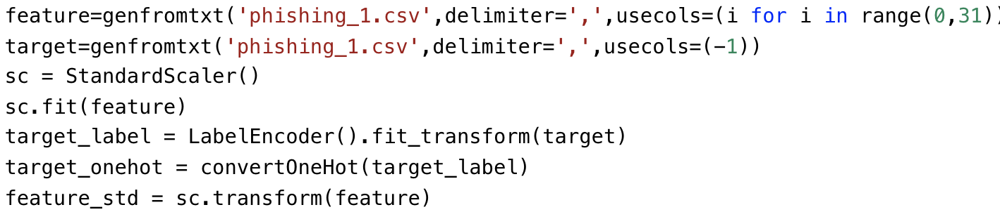 feature=genfromtxt('phishing_1.csv',delimiter=',',usecols=(i for i in range(0,31))
target=genfromtxt('phishing_1.csv',delimiter=',',usecols=(-1))
sc = StandardScaler()
sc.fit(feature)
target_label = LabelEncoder().fit_transform(target)
target_onehot = convertOneHot(target_label)
feature_std = sc.transform(feature)